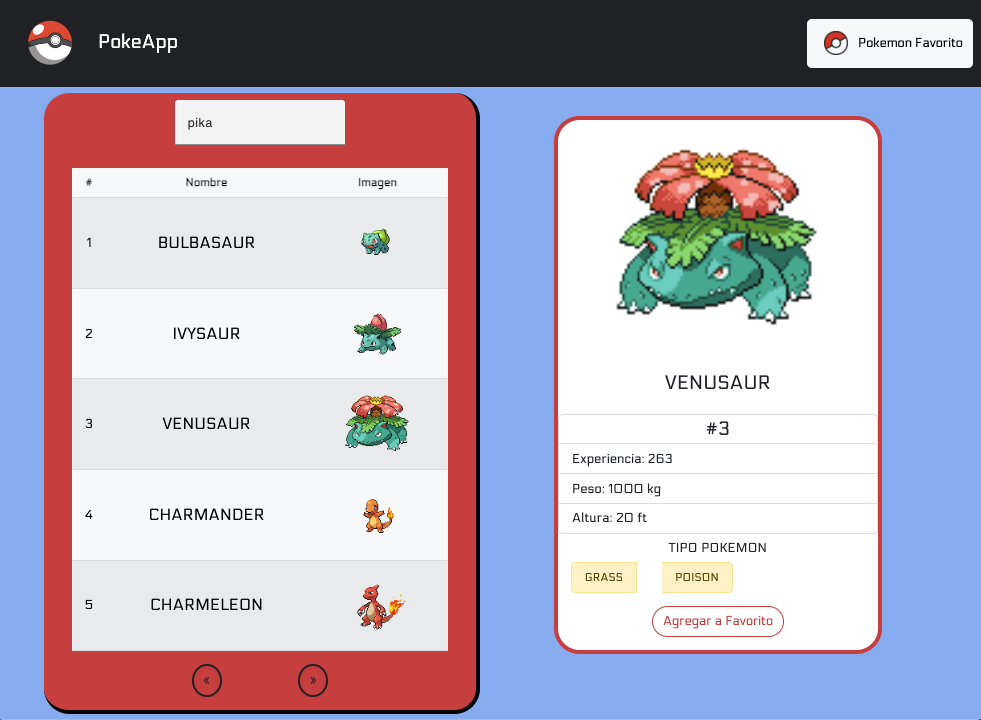 PokeApp
Pokemon Favorito
pika
# Nombre Imagen
1 BULBASAUR
2 IVYSAUR
3 VENUSAUR
4 CHARMANDER
5 CHARMELEON
« »
VENUSAUR
#3
Experiencia: 263
Peso: 1000 kg
Altura: 20 ft
TIPO POKEMON
GRASS POISON
Agregar a Favorito